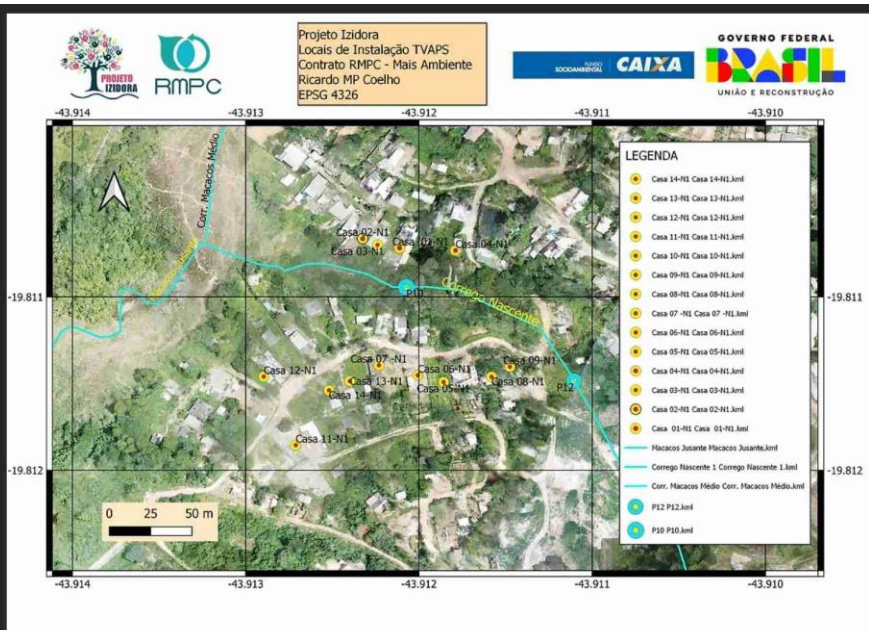 PROJETO
IZIDORA
RMPC
Projeto Izidora
Locais de Instalação TVAPS
Contrato RMPC - Mais Ambiente
Ricardo MP Coelho
EPSG 4326
FUNDO
SOCIOAMBIENTAL
CAIXA
GOVERNO FEDERAL
BRASIL
UNIÃO E RECONSTRUÇÃO
-43.914 -43.913 -43.912 -43.911 -43.910
Corr. Macacos Médio
Casa 02-N1
Casa 03-N1
Casa 04-N1
-19.811 -19.811
P10
Corrego Nascente 1
Casa 12-N1
Casa 07 -N1
Casa 13-N1
Casa 14-N1
Casa 06-N1
Casa 05-N1
Casa 09-N1
Casa 08-N1
P12
Casa 11-N1
-19.812 -19.812
0 25 50 m
-43.914 -43.913 -43.912 -43.911 -43.910
LEGENDA
Casa 14-N1 Casa 14-N1.kml
Casa 13-N1 Casa 13-N1.kml
Casa 12-N1 Casa 12-N1.kml
Casa 11-N1 Casa 11-N1.kml
Casa 10-N1 Casa 10-N1.kml
Casa 09-N1 Casa 09-N1.kml
Casa 08-N1 Casa 08-N1.kml
Casa 07 -N1 Casa 07 -N1.kml
Casa 06-N1 Casa 06-N1.kml
Casa 05-N1 Casa 05-N1.kml
Casa 04-N1 Casa 04-N1.kml
Casa 03-N1 Casa 03-N1.kml
Casa 02-N1 Casa 02-N1.kml
Casa 01-N1 Casa 01-N1.kml
Macacos Jusante Macacos Jusante.kml
Corrego Nascente 1 Corrego Nascente 1.kml
Corr. Macacos Médio Corr. Macacos Médio.kml
P12 P12.kml
P10 P10.kml